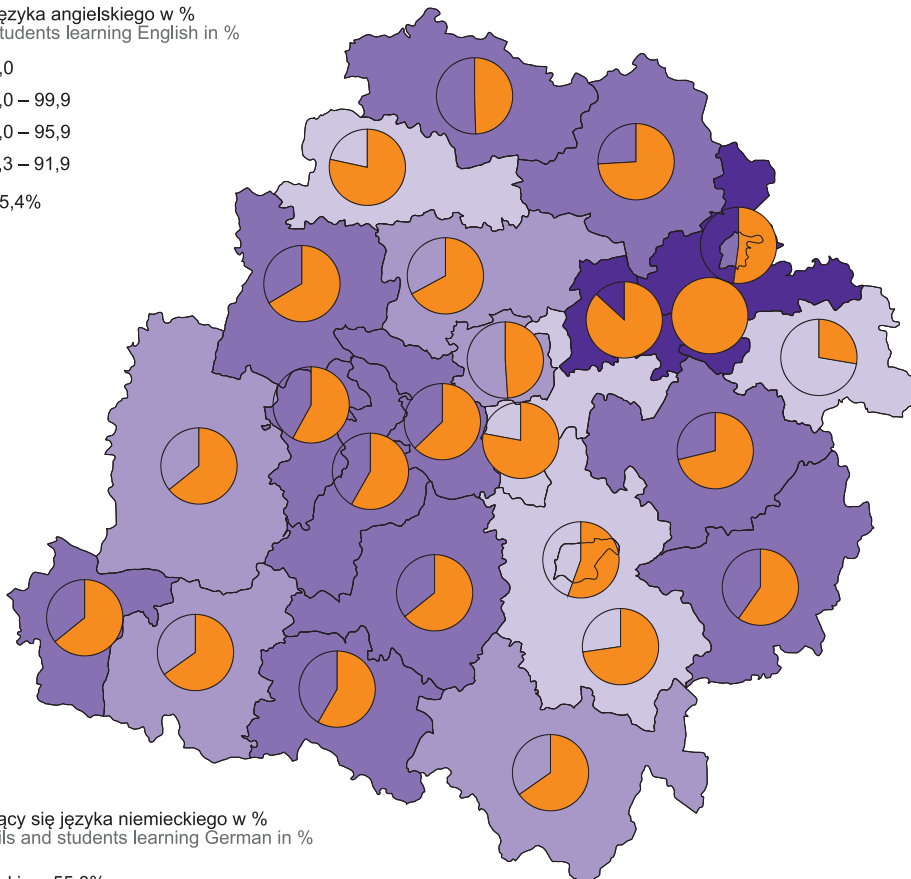 języka angielskiego w %
tudents learning English in %
,0
,0 – 99,9
,0 – 95,9
,3 – 91,9
5,4%
ący się języka niemieckiego w %
ils and students learning German in %